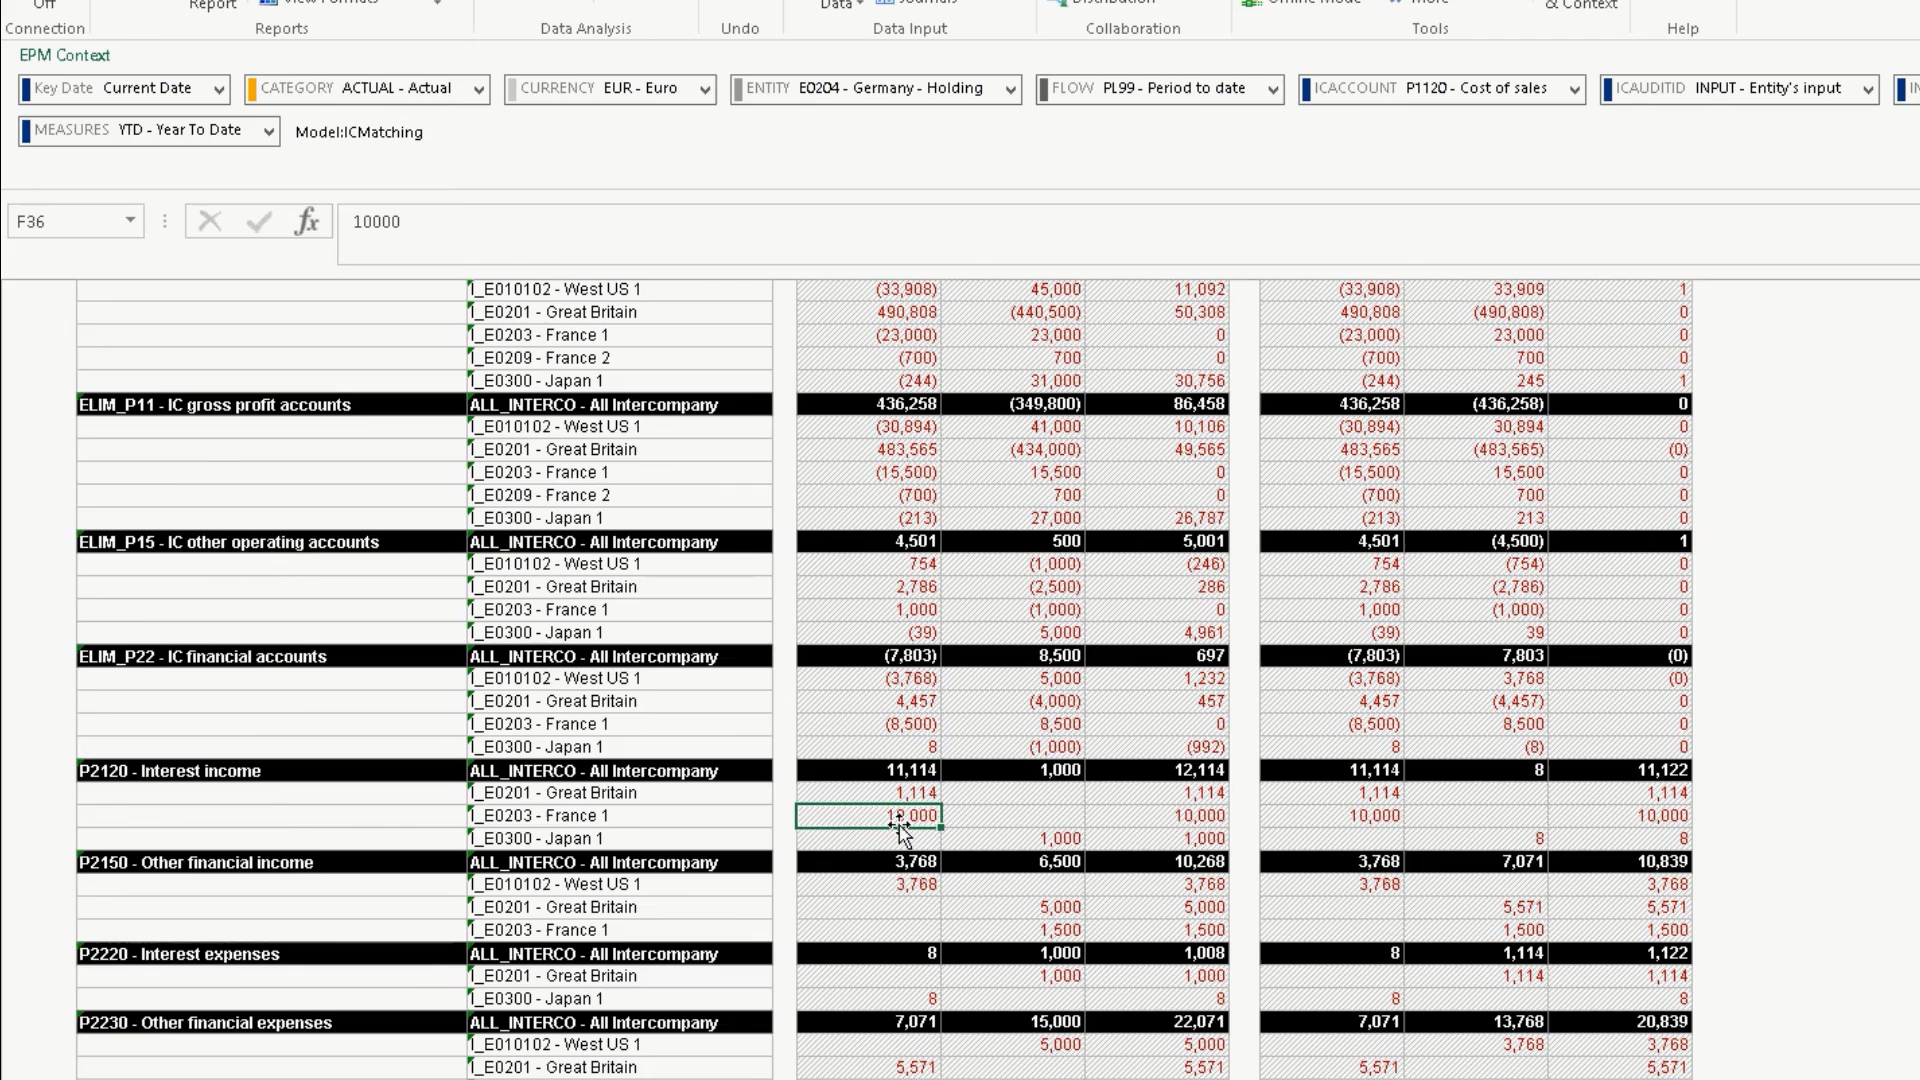 Off
Report
View Formats
Data
Journals
Distribution
Online Mode
More
& Context
Connection
Reports
Data Analysis
Undo
Data Input
Collaboration
Tools
Help
EPM Context
Key Date Current Date
CATEGORY ACTUAL - Actual
CURRENCY EUR - Euro
ENTITY E0204 - Germany - Holding
FLOW PL99 - Period to date
ICACCOUNT P1120 - Cost of sales
ICAUDITID INPUT - Entity's input
MEASURES YTD - Year To Date
Model:ICMatching
F36
fx
10000
I_E010102 - West US 1 (33,908) 45,000 11,092 (33,908) 33,909 1
I_E0201 - Great Britain 490,808 (440,500) 50,308 490,808 (490,808) 0
I_E0203 - France 1 (23,000) 23,000 0 (23,000) 23,000 0
I_E0209 - France 2 (700) 700 0 (700) 700 0
I_E0300 - Japan 1 (244) 31,000 30,756 (244) 245 1
ELIM_P11 - IC gross profit accounts ALL_INTERCO - All Intercompany 436,258 (349,800) 86,458 436,258 (436,258) 0
I_E010102 - West US 1 (30,894) 41,000 10,106 (30,894) 30,894 0
I_E0201 - Great Britain 483,565 (434,000) 49,565 483,565 (483,565) (0)
I_E0203 - France 1 (15,500) 15,500 0 (15,500) 15,500 0
I_E0209 - France 2 (700) 700 0 (700) 700 0
I_E0300 - Japan 1 (213) 27,000 26,787 (213) 213 0
ELIM_P15 - IC other operating accounts ALL_INTERCO - All Intercompany 4,501 500 5,001 4,501 (4,500) 1
I_E010102 - West US 1 754 (1,000) (246) 754 (754) 0
I_E0201 - Great Britain 2,786 (2,500) 286 2,786 (2,786) 0
I_E0203 - France 1 1,000 (1,000) 0 1,000 (1,000) 0
I_E0300 - Japan 1 (39) 5,000 4,961 (39) 39 0
ELIM_P22 - IC financial accounts ALL_INTERCO - All Intercompany (7,803) 8,500 697 (7,803) 7,803 (0)
I_E010102 - West US 1 (3,768) 5,000 1,232 (3,768) 3,768 (0)
I_E0201 - Great Britain 4,457 (4,000) 457 4,457 (4,457) 0
I_E0203 - France 1 (8,500) 8,500 0 (8,500) 8,500 0
I_E0300 - Japan 1 8 (1,000) (992) 8 (8) 0
P2120 - Interest income ALL_INTERCO - All Intercompany 11,114 1,000 12,114 11,114 8 11,122
I_E0201 - Great Britain 1,114 1,114 1,114 1,114
I_E0203 - France 1 10,000 10,000 10,000 10,000
I_E0300 - Japan 1 1,000 1,000 8 8
P2150 - Other financial income ALL_INTERCO - All Intercompany 3,768 6,500 10,268 3,768 7,071 10,839
I_E010102 - West US 1 3,768 3,768 3,768 3,768
I_E0201 - Great Britain 5,000 5,000 5,571 5,571
I_E0203 - France 1 1,500 1,500 1,500 1,500
P2220 - Interest expenses ALL_INTERCO - All Intercompany 8 1,000 1,008 8 1,114 1,122
I_E0201 - Great Britain 1,000 1,000 1,114 1,114
I_E0300 - Japan 1 8 8 8 8
P2230 - Other financial expenses ALL_INTERCO - All Intercompany 7,071 15,000 22,071 7,071 13,768 20,839
I_E010102 - West US 1 5,000 5,000 3,768 3,768
I_E0201 - Great Britain 5,571 5,571 5,571 5,571